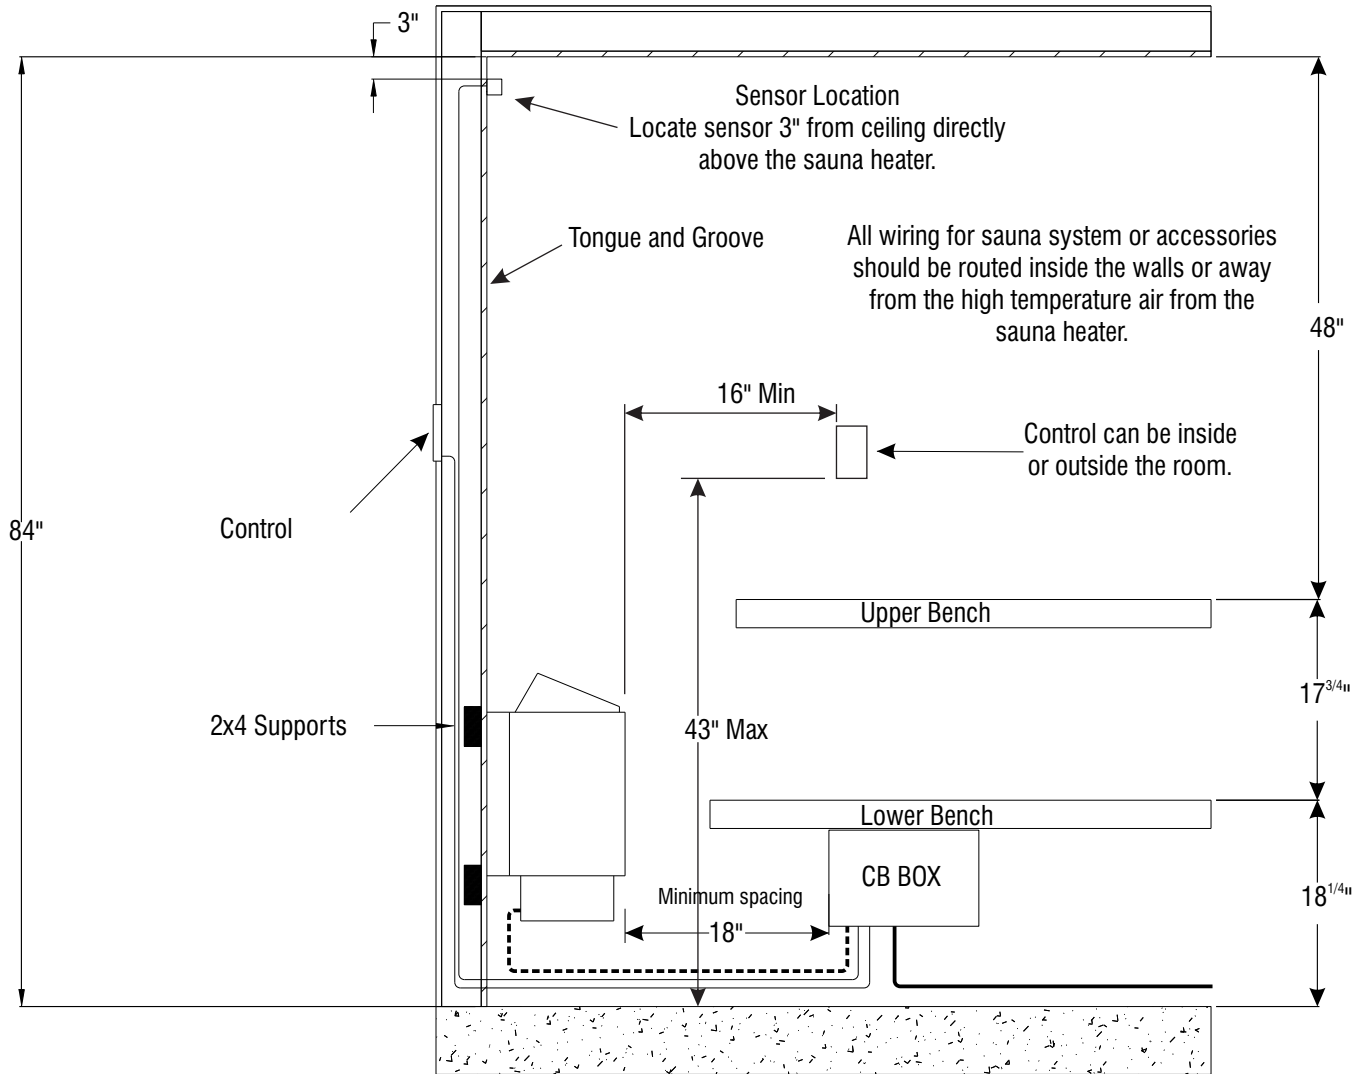 3"
Sensor Location
Locate sensor 3" from ceiling directly
above the sauna heater.
Tongue and Groove
All wiring for sauna system or accessories
should be routed inside the walls or away
from the high temperature air from the
sauna heater.
48"
16" Min
Control can be inside
or outside the room.
Control
84"
Upper Bench
17 3/4"
2x4 Supports
43" Max
Lower Bench
CB BOX
18 1/4"
Minimum spacing
18"